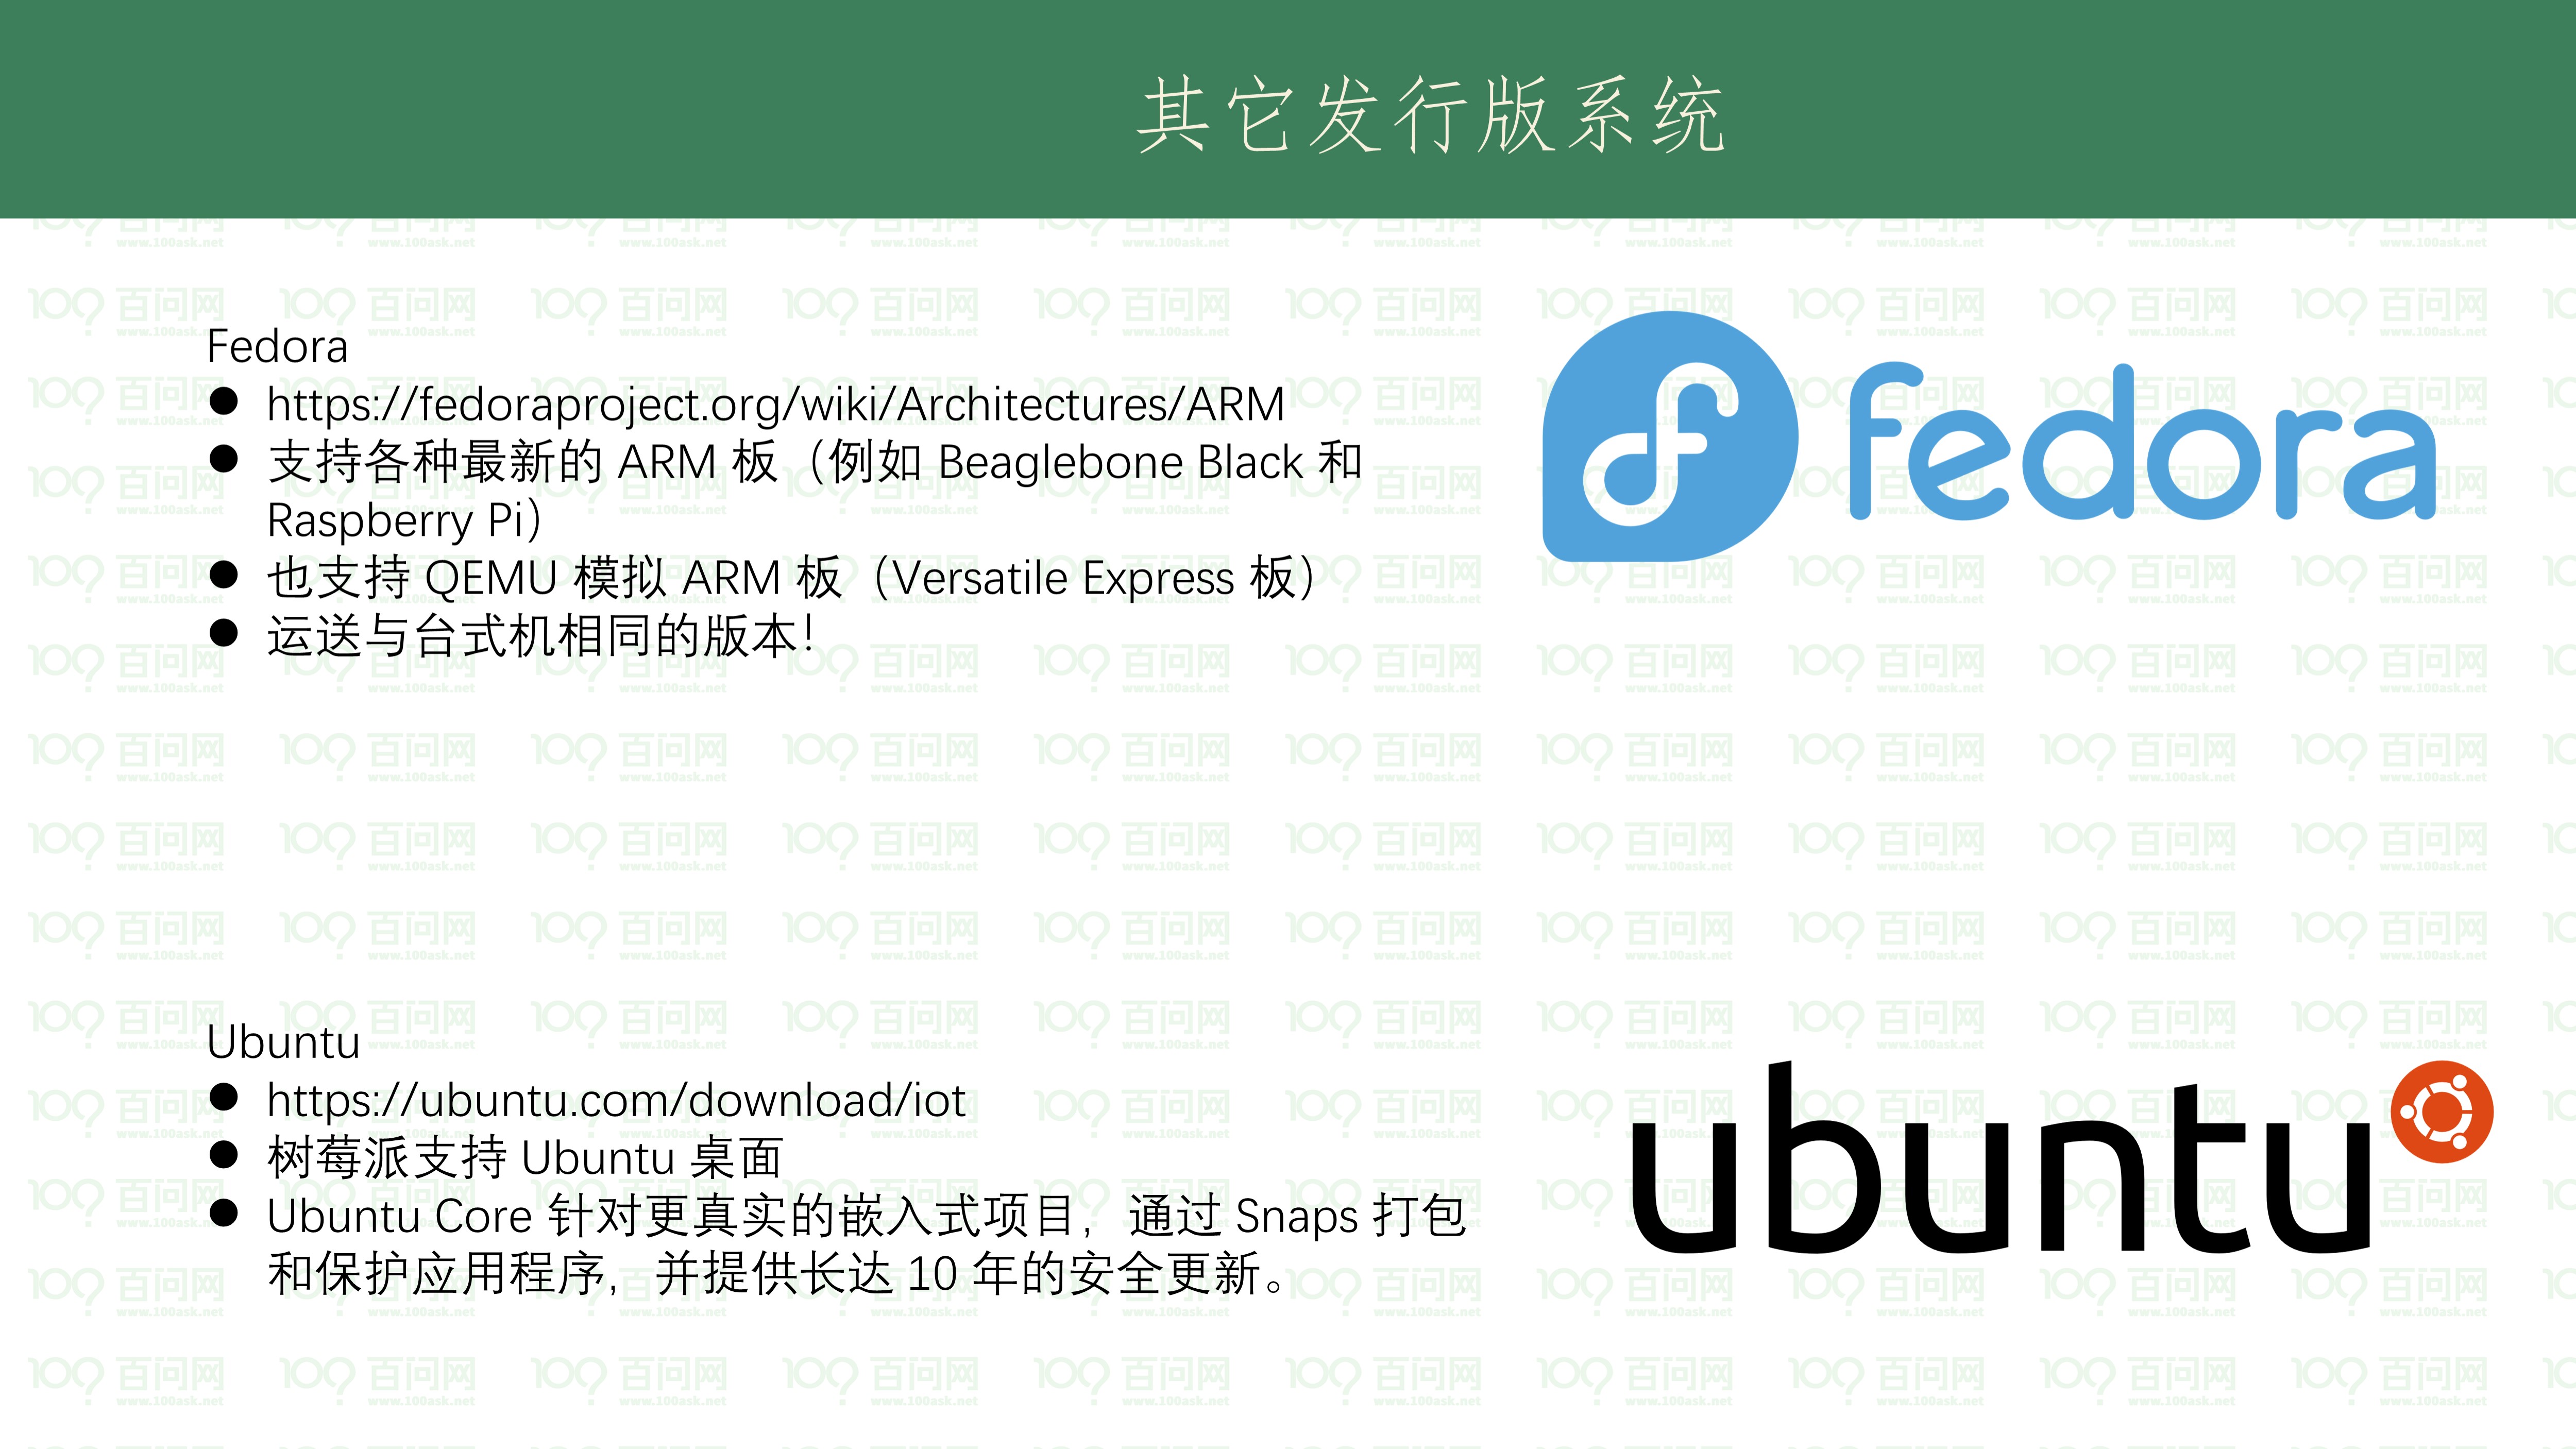 其它发行版系统
Fedora
● https://fedoraproject.org/wiki/Architectures/ARM
● 支持各种最新的 ARM 板（例如 Beaglebone Black 和
Raspberry Pi）
● 也支持 QEMU 模拟 ARM 板（Versatile Express 板）
● 运送与台式机相同的版本！
fedora
Ubuntu
● https://ubuntu.com/download/iot
● 树莓派支持 Ubuntu 桌面
● Ubuntu Core 针对更真实的嵌入式项目，通过 Snaps 打包
和保护应用程序，并提供长达 10 年的安全更新。
ubuntu
百问网
www.100ask.net